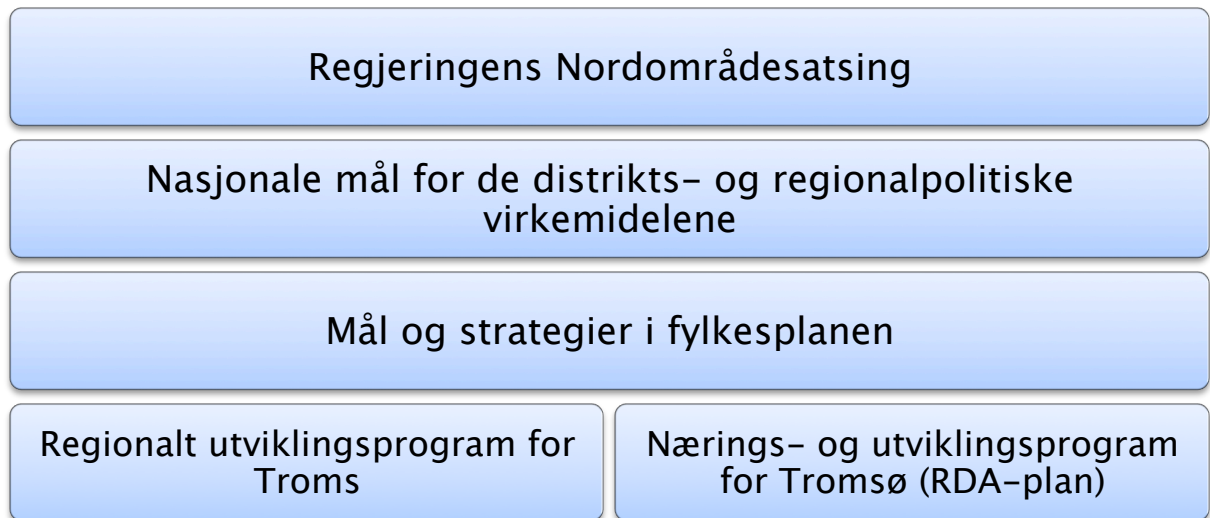 Regjeringens Nordområdesatsing
Nasjonale mål for de distrikts- og regionalpolitiske
virkemidelene
Mål og strategier i fylkesplanen
Regionalt utviklingsprogram for
Troms
Nærings- og utviklingsprogram
for Tromsø (RDA-plan)